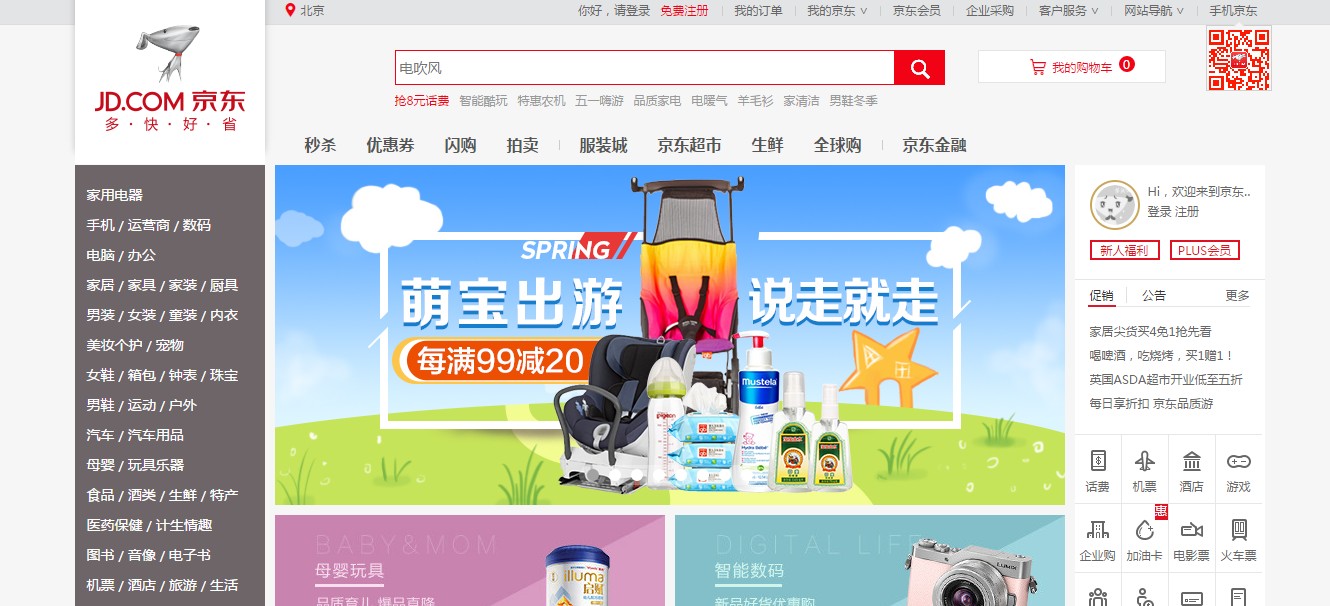 北京
你好，请登录 免费注册 我的订单 我的京东 京东会员 企业采购 客户服务 网站导航 手机京东
JD.COM 京东
多·快·好·省
电吹风
我的购物车 0
抢8元话费 智能酷玩 特惠农机 五一嗨游 品质家电 电暖气 羊毛衫 家清洁 男鞋冬季
秒杀 优惠券 闪购 拍卖 服装城 京东超市 生鲜 全球购 京东金融
家用电器
手机 / 运营商 / 数码
电脑 / 办公
家居 / 家具 / 家装 / 厨具
男装 / 女装 / 童装 / 内衣
美妆个护 / 宠物
女鞋 / 箱包 / 钟表 / 珠宝
男鞋 / 运动 / 户外
汽车 / 汽车用品
母婴 / 玩具乐器
食品 / 酒类 / 生鲜 / 特产
医药保健 / 计生情趣
图书 / 音像 / 电子书
机票 / 酒店 / 旅游 / 生活
SPRING
萌宝出游 说走就走
每满99减20
mustela
pigeon
BABY&MOM
母婴玩具
品质育儿 爆品直降
illuma
启赋
DIGITAL LIFE
智能数码
新品好货优惠购
LUMIX
Hi，欢迎来到京东..
登录 注册
新人福利 PLUS会员
促销 公告 更多
家居尖货买4免1抢先看
喝啤酒，吃烧烤，买1赠1！
英国ASDA超市开业低至五折
每日享折扣 京东品质游
话费 机票 酒店 游戏
惠
企业购 加油卡 电影票 火车票